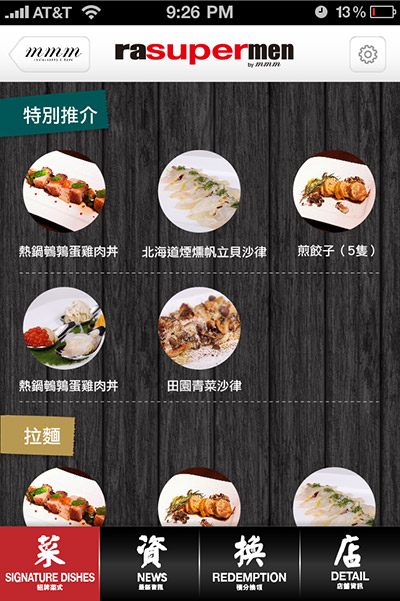 AT&T 9:26 PM 13%
mmm rasupermen
by mmm
特別推介
熱鍋鵪鶉蛋雞肉丼 北海道煙燻帆立貝沙律 煎餃子（5隻）
熱鍋鵪鶉蛋雞肉丼 田園青菜沙律
拉麵
菜 資 換 店
SIGNATURE DISHES NEWS REDEMPTION DETAIL
招牌菜式 最新資訊 積分換領 店舖資訊